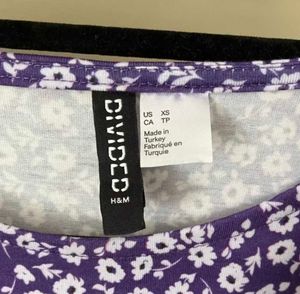 DIVIDED
H&M
US XS
CA TP
Made in
Turkey
Fabriqué en
Turquie